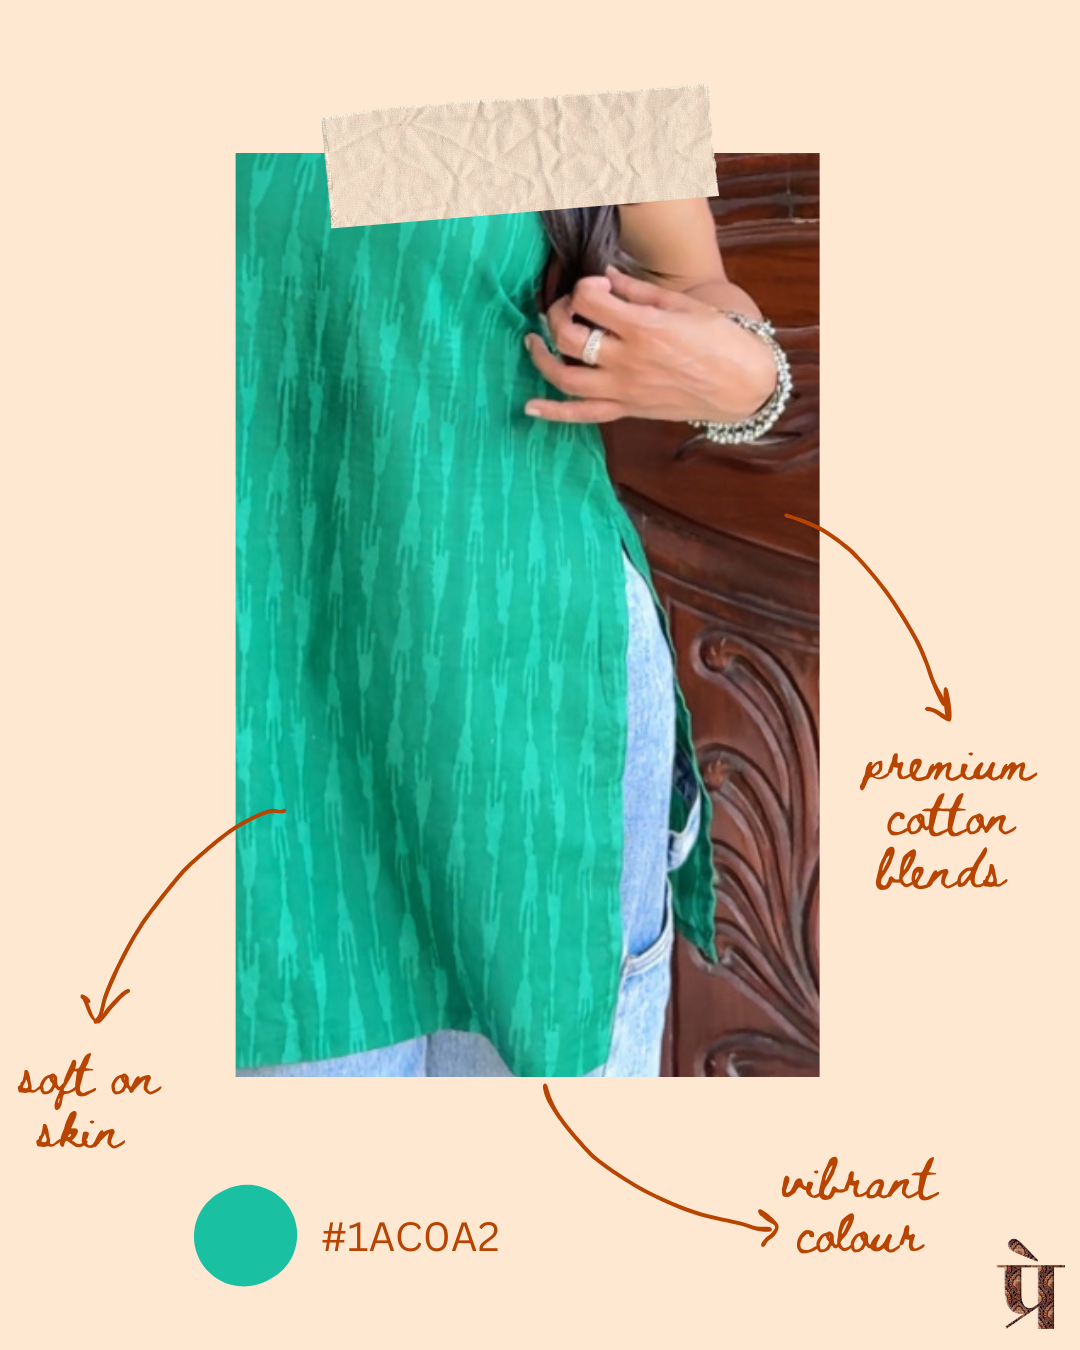 premium
cotton
blends
soft on
skin
vibrant
colour
#1AC0A2
प्रे